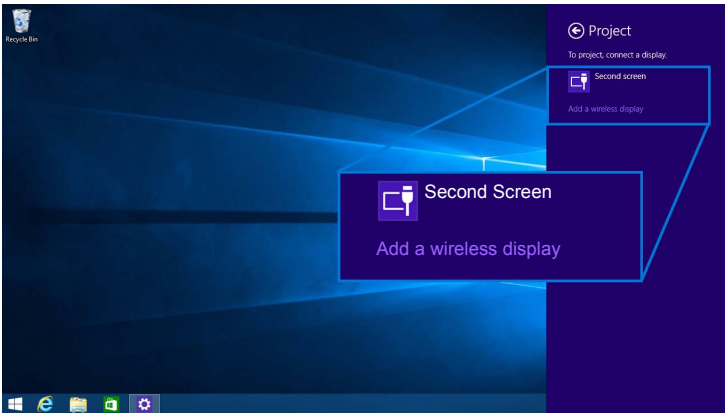 Recycle Bin
Project
To project, connect a display.
Second screen
Add a wireless display
Second Screen
Add a wireless display